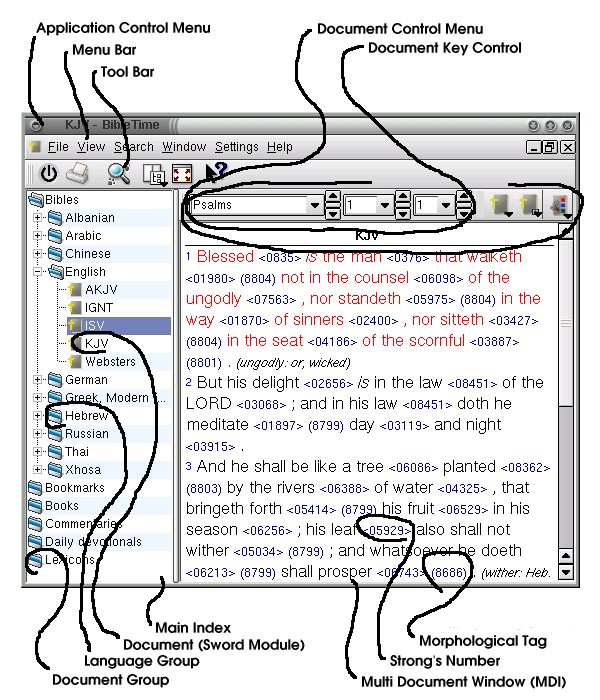 Application Control Menu
Menu Bar
Tool Bar
Document Control Menu
Document Key Control
KJV - BibleTime
File View Search Window Settings Help
Bibles
Albanian
Arabic
Chinese
English
AKJV
IGNT
ISV
KJV
Websters
German
Greek, Modern ...
Hebrew
Russian
Thai
Xhosa
Bookmarks
Books
Commentaries
Daily devotionals
Lexicons
Psalms 1 1
KJV
1 Blessed <0835> is the man <0376> that walketh
<01980> (8804) not in the counsel <06098> of the
ungodly <07563> , nor standeth <05975> (8804) in the
way <01870> of sinners <02400> , nor sitteth <03427>
(8804) in the seat <04186> of the scornful <03887>
(8801) . (ungodly: or, wicked)
2 But his delight <02656> is in the law <08451> of the
LORD <03068> ; and in his law <08451> doth he
meditate <01897> (8799) day <03119> and night
<03915> .
3 And he shall be like a tree <06086> planted <08362>
(8803) by the rivers <06388> of water <04325> , that
bringeth forth <05414> (8799) his fruit <06529> in his
season <06256> ; his leaf <05929> also shall not
wither <05034> (8799) ; and whatsoever he doeth
<06213> (8799) shall prosper <06743> (8686) . (wither: Heb.
Main Index
Document (Sword Module)
Language Group
Document Group
Morphological Tag
Strong's Number
Multi Document Window (MDI)